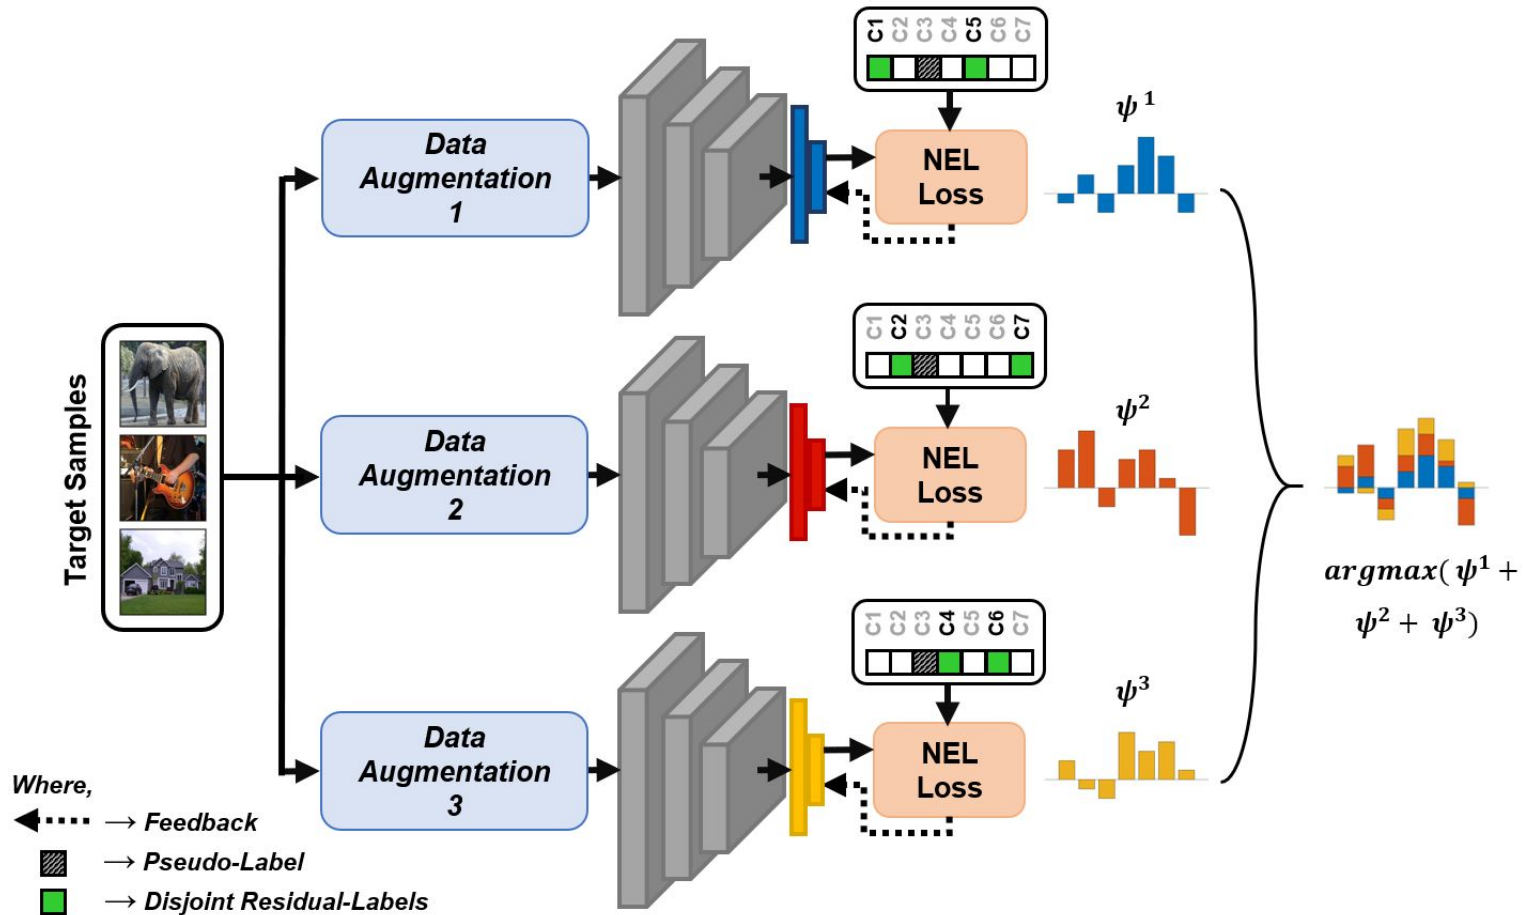 C1 C2 C3 C4 C5 C6 C7
Data
Augmentation
1
NEL
Loss
ψ¹
Target Samples
C1 C2 C3 C4 C5 C6 C7
Data
Augmentation
2
NEL
Loss
ψ²
argmax( ψ¹ +
ψ² + ψ³)
C1 C2 C3 C4 C5 C6 C7
Data
Augmentation
3
NEL
Loss
ψ³
Where,
→ Feedback
→ Pseudo-Label
→ Disjoint Residual-Labels